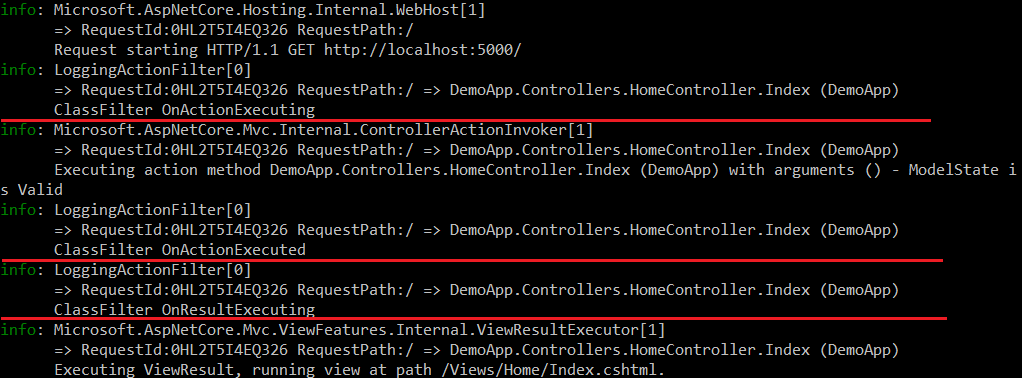 info: Microsoft.AspNetCore.Hosting.Internal.WebHost[1]
      => RequestId:0HL2T5I4EQ326 RequestPath:/
      Request starting HTTP/1.1 GET http://localhost:5000/
info: LoggingActionFilter[0]
      => RequestId:0HL2T5I4EQ326 RequestPath:/ => DemoApp.Controllers.HomeController.Index (DemoApp)
      ClassFilter OnActionExecuting
info: Microsoft.AspNetCore.Mvc.Internal.ControllerActionInvoker[1]
      => RequestId:0HL2T5I4EQ326 RequestPath:/ => DemoApp.Controllers.HomeController.Index (DemoApp)
      Executing action method DemoApp.Controllers.HomeController.Index (DemoApp) with arguments () - ModelState i
s Valid
info: LoggingActionFilter[0]
      => RequestId:0HL2T5I4EQ326 RequestPath:/ => DemoApp.Controllers.HomeController.Index (DemoApp)
      ClassFilter OnActionExecuted
info: LoggingActionFilter[0]
      => RequestId:0HL2T5I4EQ326 RequestPath:/ => DemoApp.Controllers.HomeController.Index (DemoApp)
      ClassFilter OnResultExecuting
info: Microsoft.AspNetCore.Mvc.ViewFeatures.Internal.ViewResultExecutor[1]
      => RequestId:0HL2T5I4EQ326 RequestPath:/ => DemoApp.Controllers.HomeController.Index (DemoApp)
      Executing ViewResult, running view at path /Views/Home/Index.cshtml.